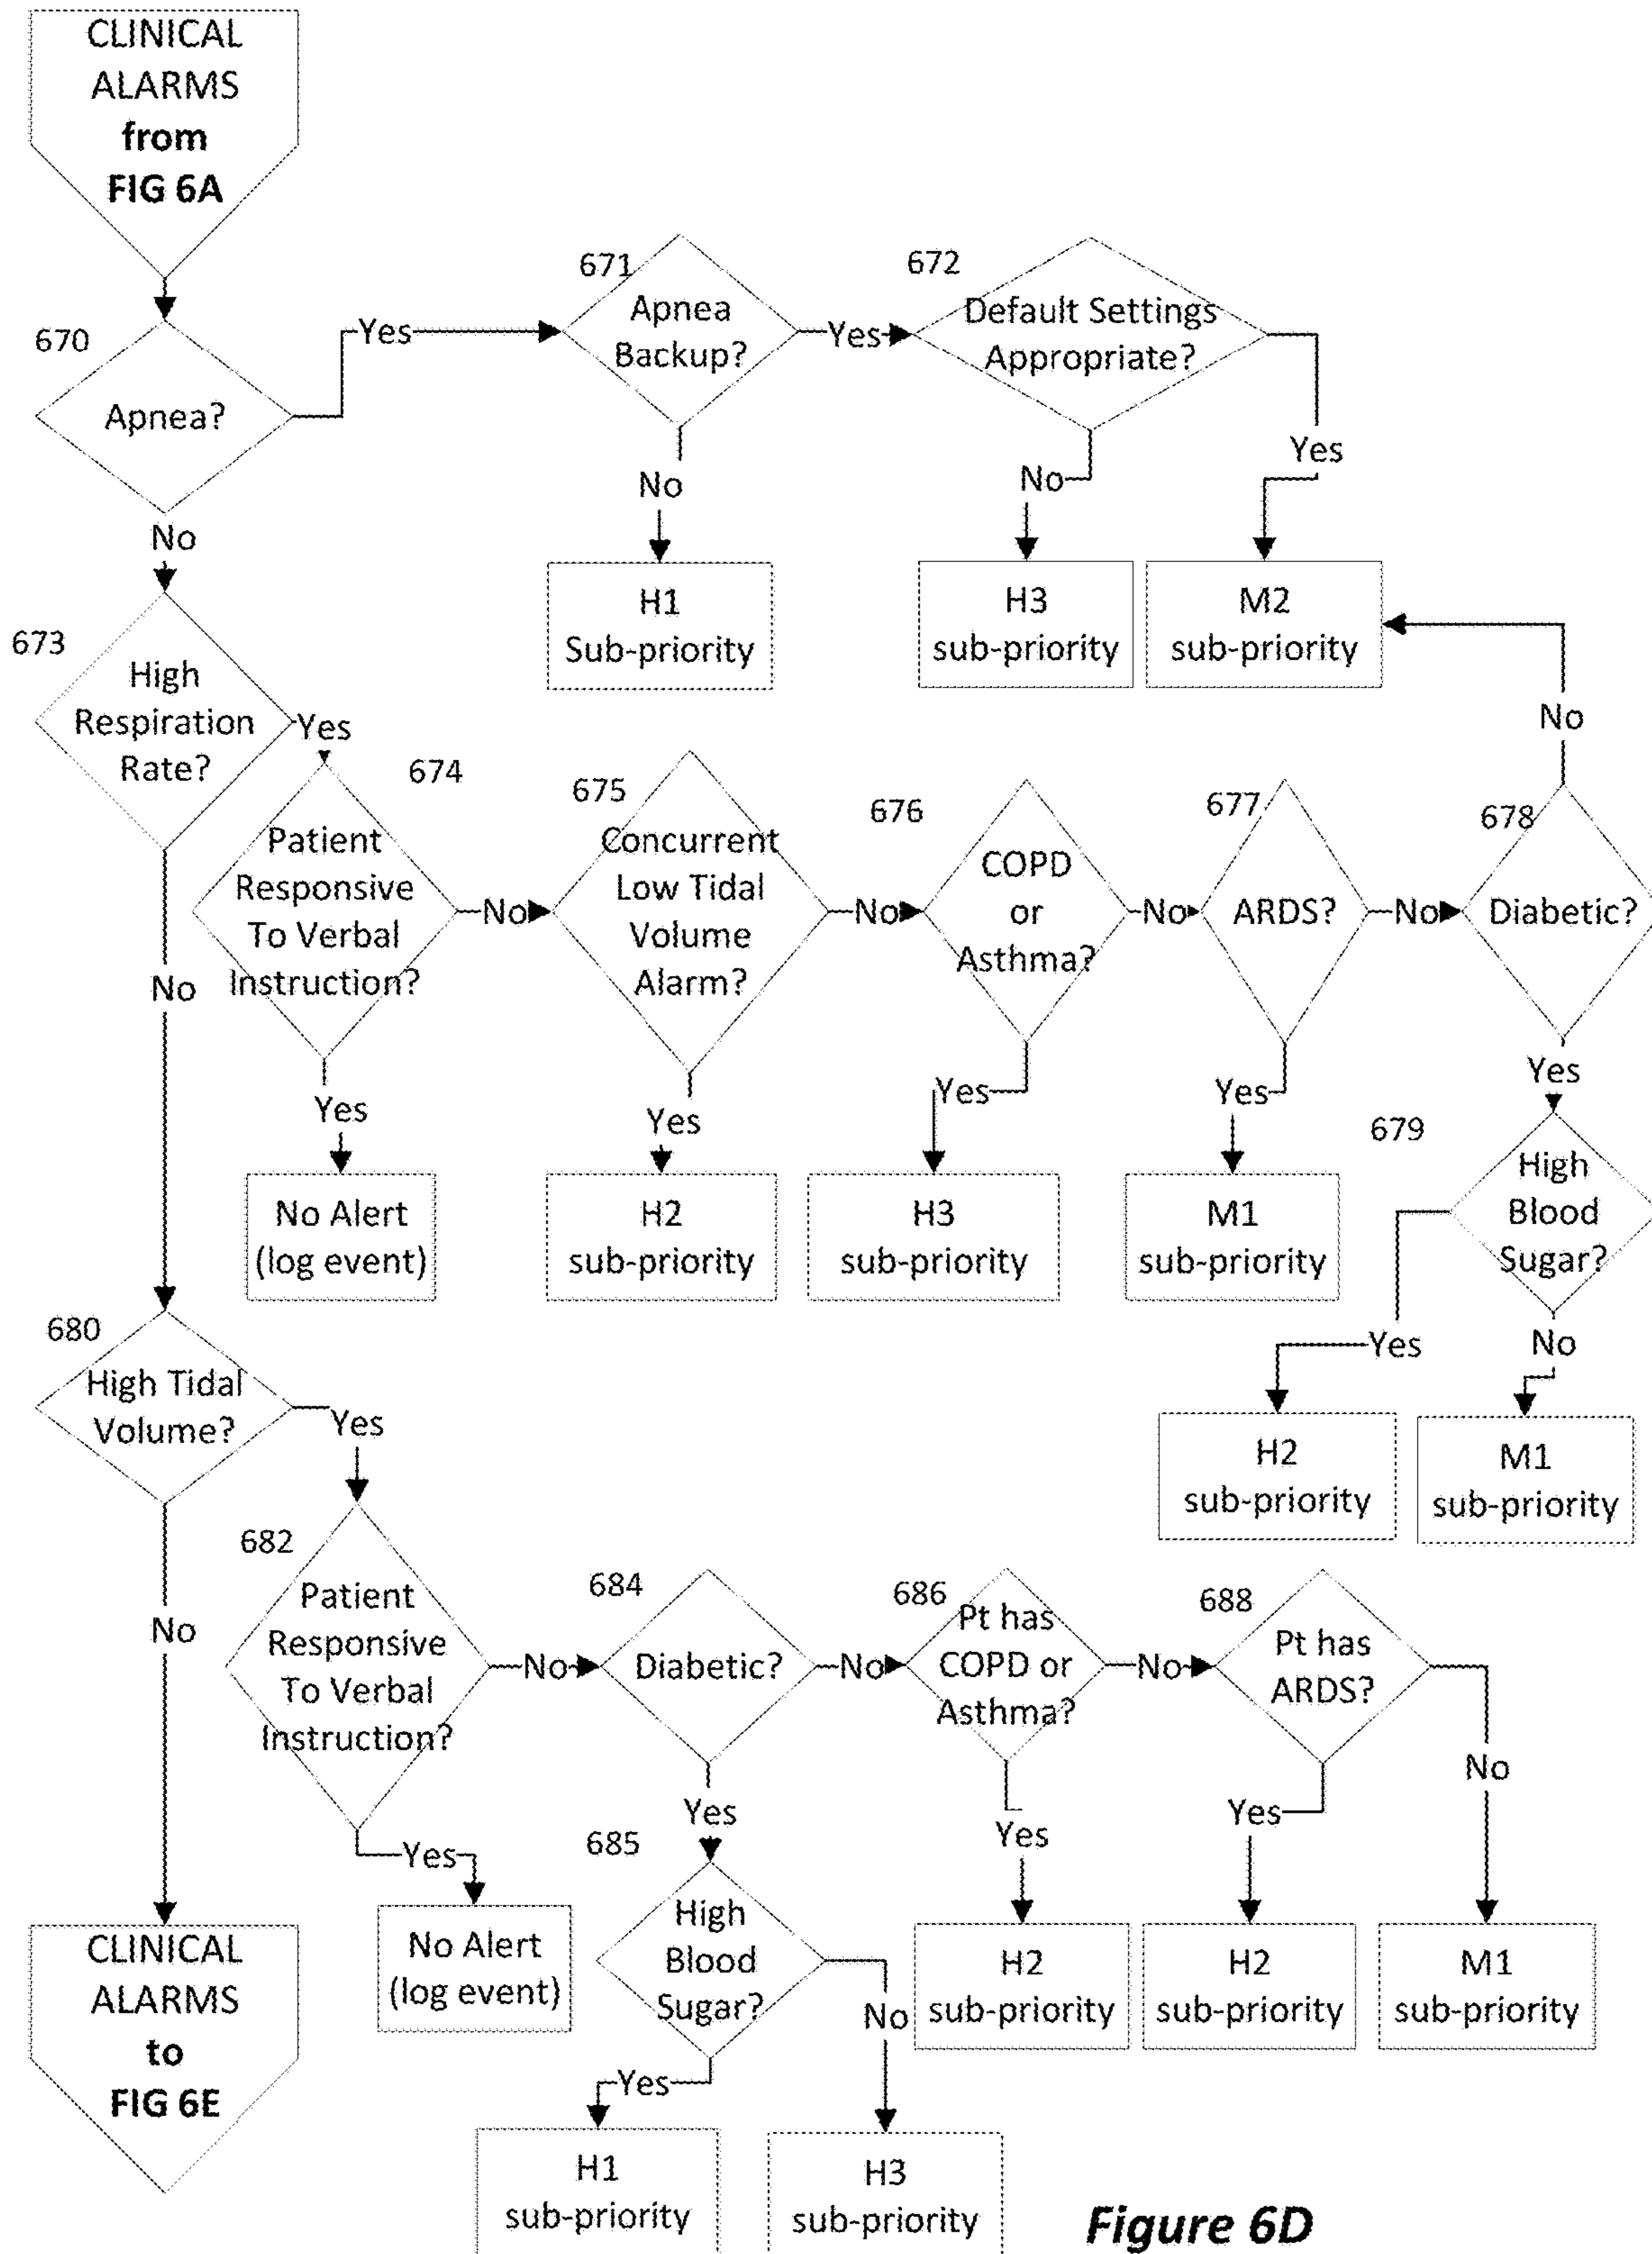 CLINICAL
ALARMS
from
FIG 6A
670
Apnea?
Yes
671
Apnea
Backup?
Yes
672
Default Settings
Appropriate?
No
H1
Sub-priority
No
H3
sub-priority
Yes
M2
sub-priority
No
673
High
Respiration
Rate?
Yes
674
Patient
Responsive
To Verbal
Instruction?
No
675
Concurrent
Low Tidal
Volume
Alarm?
No
676
COPD
or
Asthma?
No
677
ARDS?
No
678
Diabetic?
No
Yes
No Alert
(log event)
Yes
H2
sub-priority
Yes
H3
sub-priority
Yes
M1
sub-priority
Yes
679
High
Blood
Sugar?
Yes
H2
sub-priority
No
M1
sub-priority
No
680
High Tidal
Volume?
Yes
682
Patient
Responsive
To Verbal
Instruction?
No
684
Diabetic?
No
686
Pt has
COPD or
Asthma?
No
688
Pt has
ARDS?
No
Yes
No Alert
(log event)
Yes
685
High
Blood
Sugar?
Yes
H1
sub-priority
No
H3
sub-priority
Yes
H2
sub-priority
Yes
H2
sub-priority
M1
sub-priority
No
CLINICAL
ALARMS
to
FIG 6E
Figure 6D